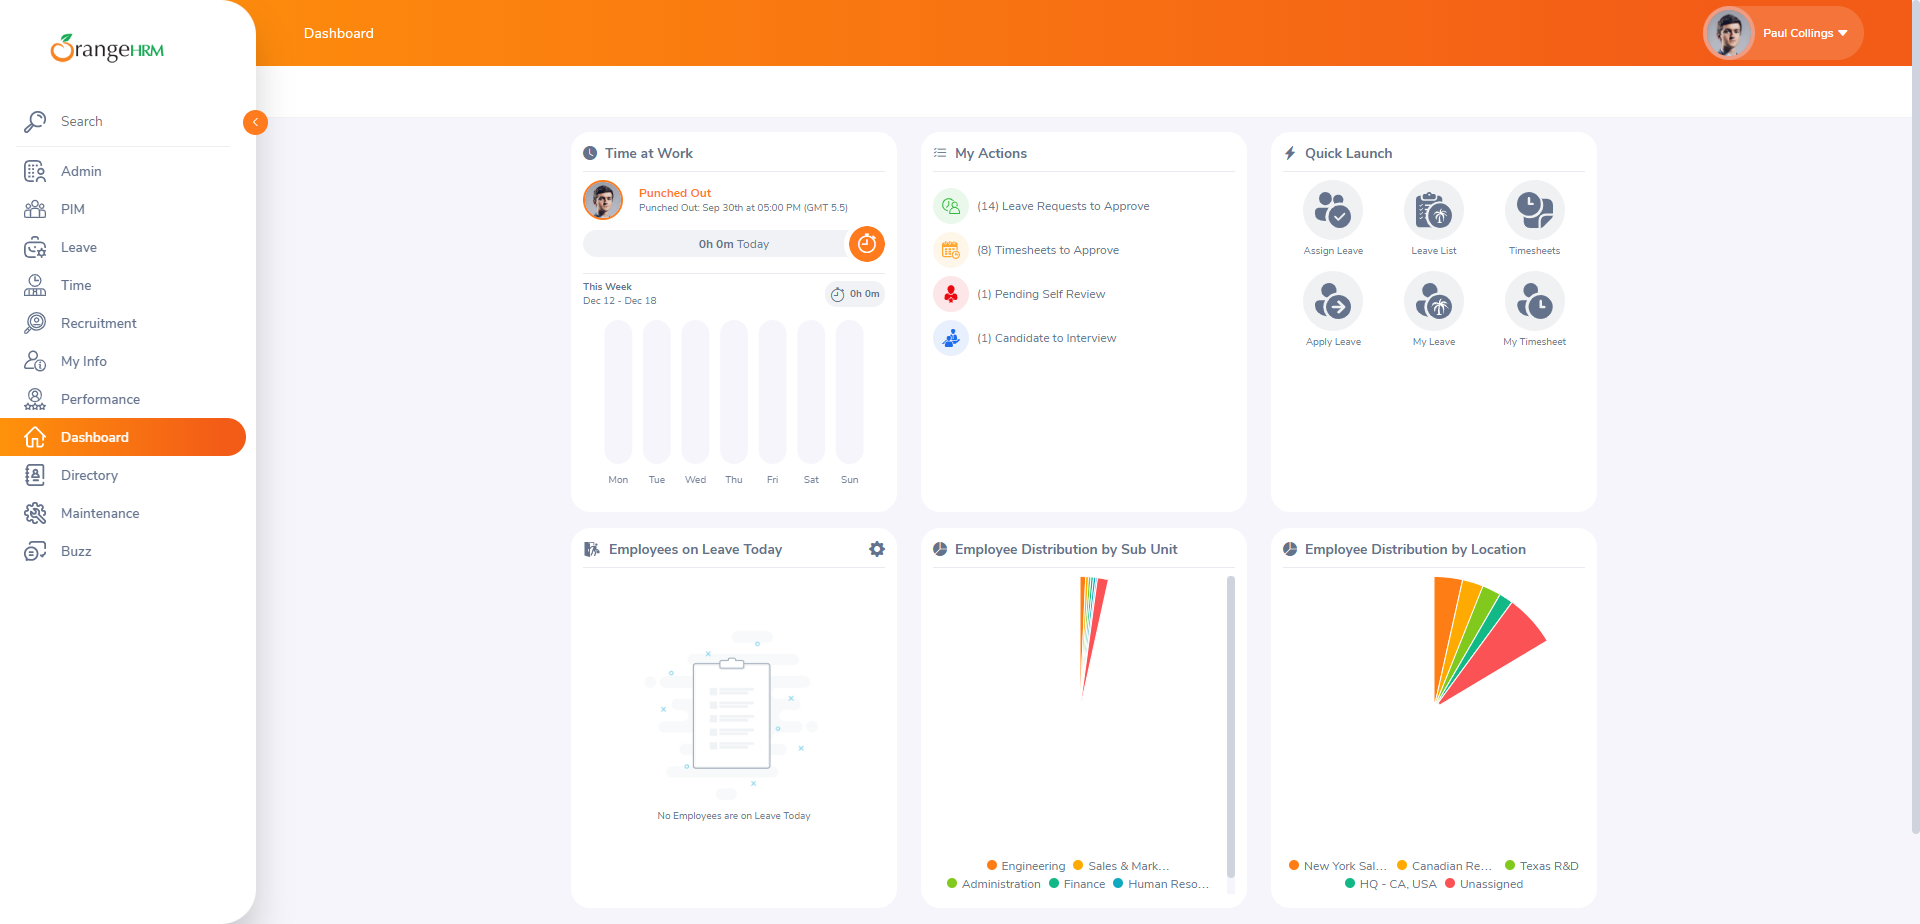 OrangeHRM
Dashboard
Paul Collings
Search
Admin
PIM
Leave
Time
Recruitment
My Info
Performance
Dashboard
Directory
Maintenance
Buzz
Time at Work
Punched Out
Punched Out: Sep 30th at 05:00 PM (GMT 5.5)
0h 0m Today
This Week
Dec 12 - Dec 18
0h 0m
Mon Tue Wed Thu Fri Sat Sun
My Actions
(14) Leave Requests to Approve
(8) Timesheets to Approve
(1) Pending Self Review
(1) Candidate to Interview
Quick Launch
Assign Leave Leave List Timesheets
Apply Leave My Leave My Timesheet
Employees on Leave Today
No Employees are on Leave Today
Employee Distribution by Sub Unit
Engineering Sales & Mark...
Administration Finance Human Reso...
Employee Distribution by Location
New York Sal... Canadian Re... Texas R&D
HQ - CA, USA Unassigned